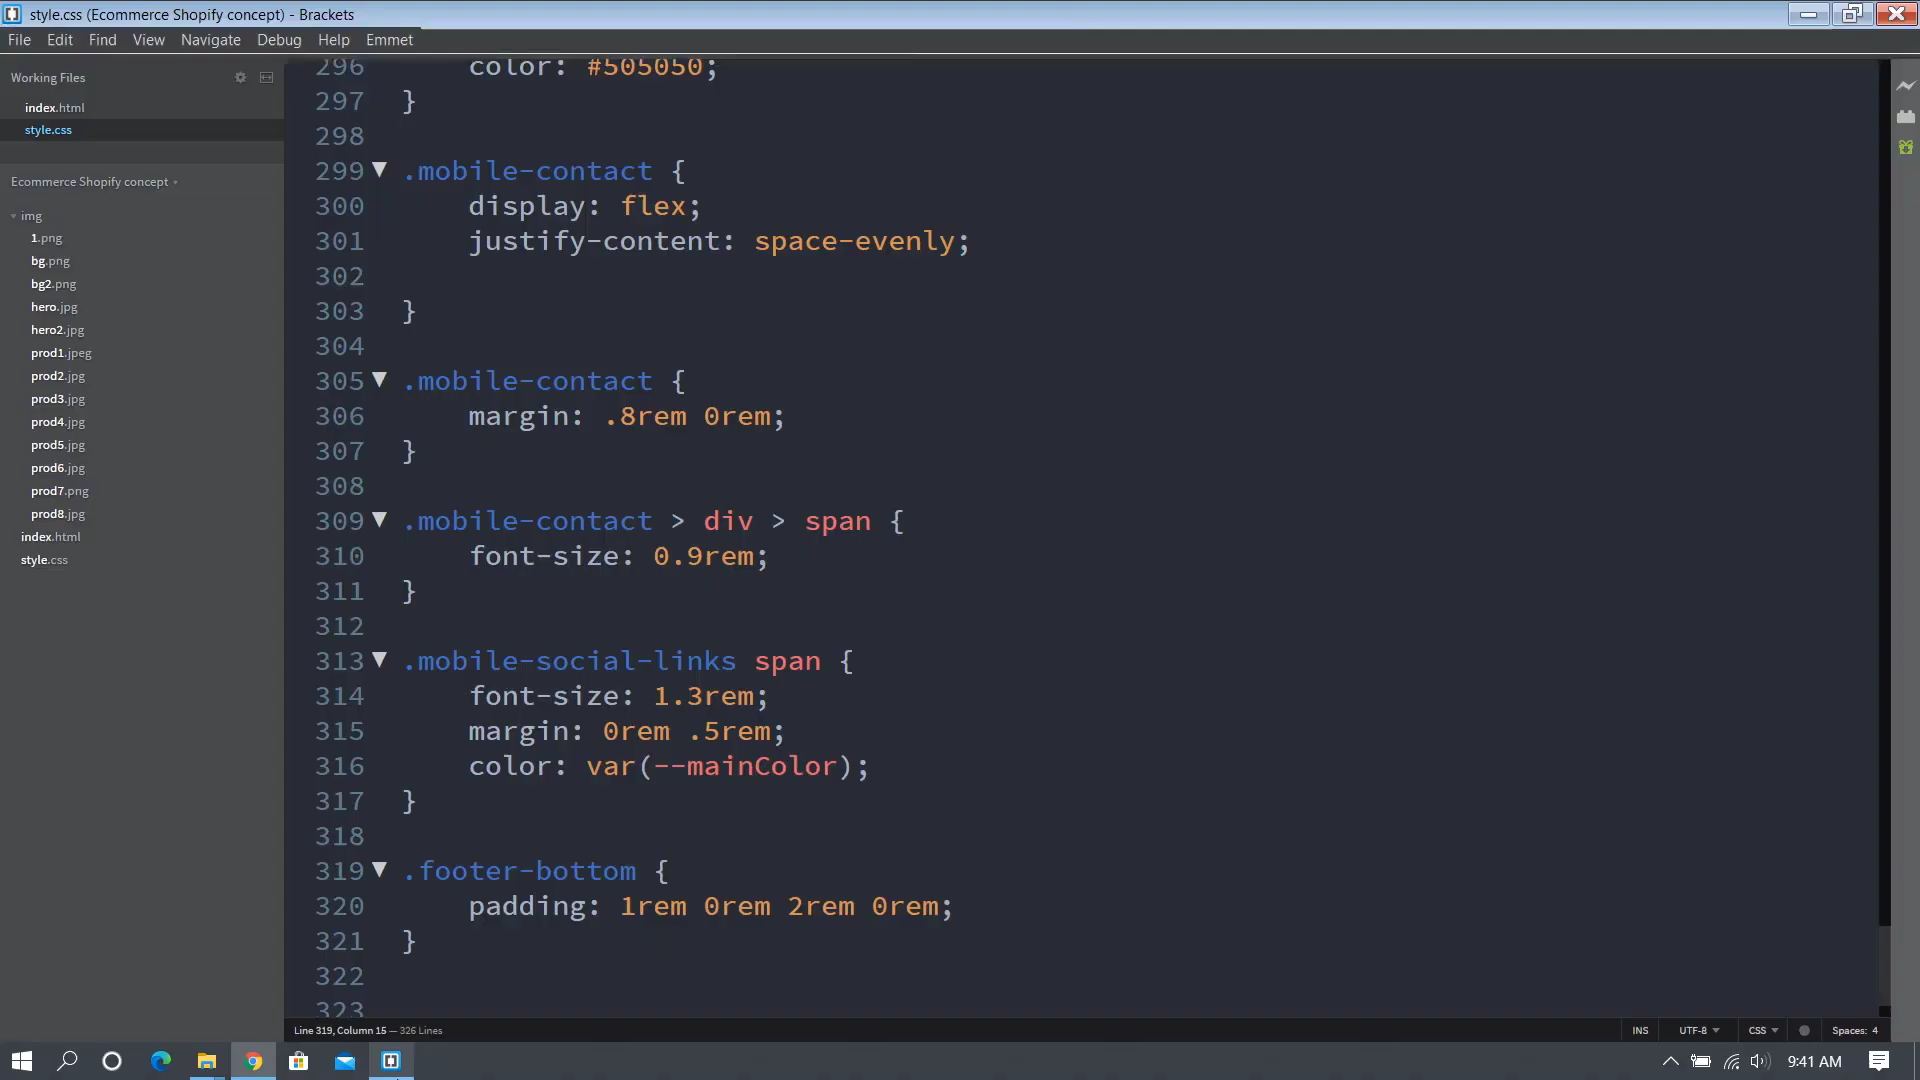 style.css (Ecommerce Shopify concept) - Brackets
File Edit Find View Navigate Debug Help Emmet
Working Files
index.html
style.css
Ecommerce Shopify concept
img
1.png
bg.png
bg2.png
hero.jpg
hero2.jpg
prod1.jpeg
prod2.jpg
prod3.jpg
prod4.jpg
prod5.jpg
prod6.jpg
prod7.png
prod8.jpg
index.html
style.css
296 color: #505050;
297 }
298
299 .mobile-contact {
300 display: flex;
301 justify-content: space-evenly;
302
303 }
304
305 .mobile-contact {
306 margin: .8rem 0rem;
307 }
308
309 .mobile-contact > div > span {
310 font-size: 0.9rem;
311 }
312
313 .mobile-social-links span {
314 font-size: 1.3rem;
315 margin: 0rem .5rem;
316 color: var(--mainColor);
317 }
318
319 .footer-bottom {
320 padding: 1rem 0rem 2rem 0rem;
321 }
322
323
Line 319, Column 15 — 326 Lines
INS UTF-8 CSS Spaces: 4
9:41 AM